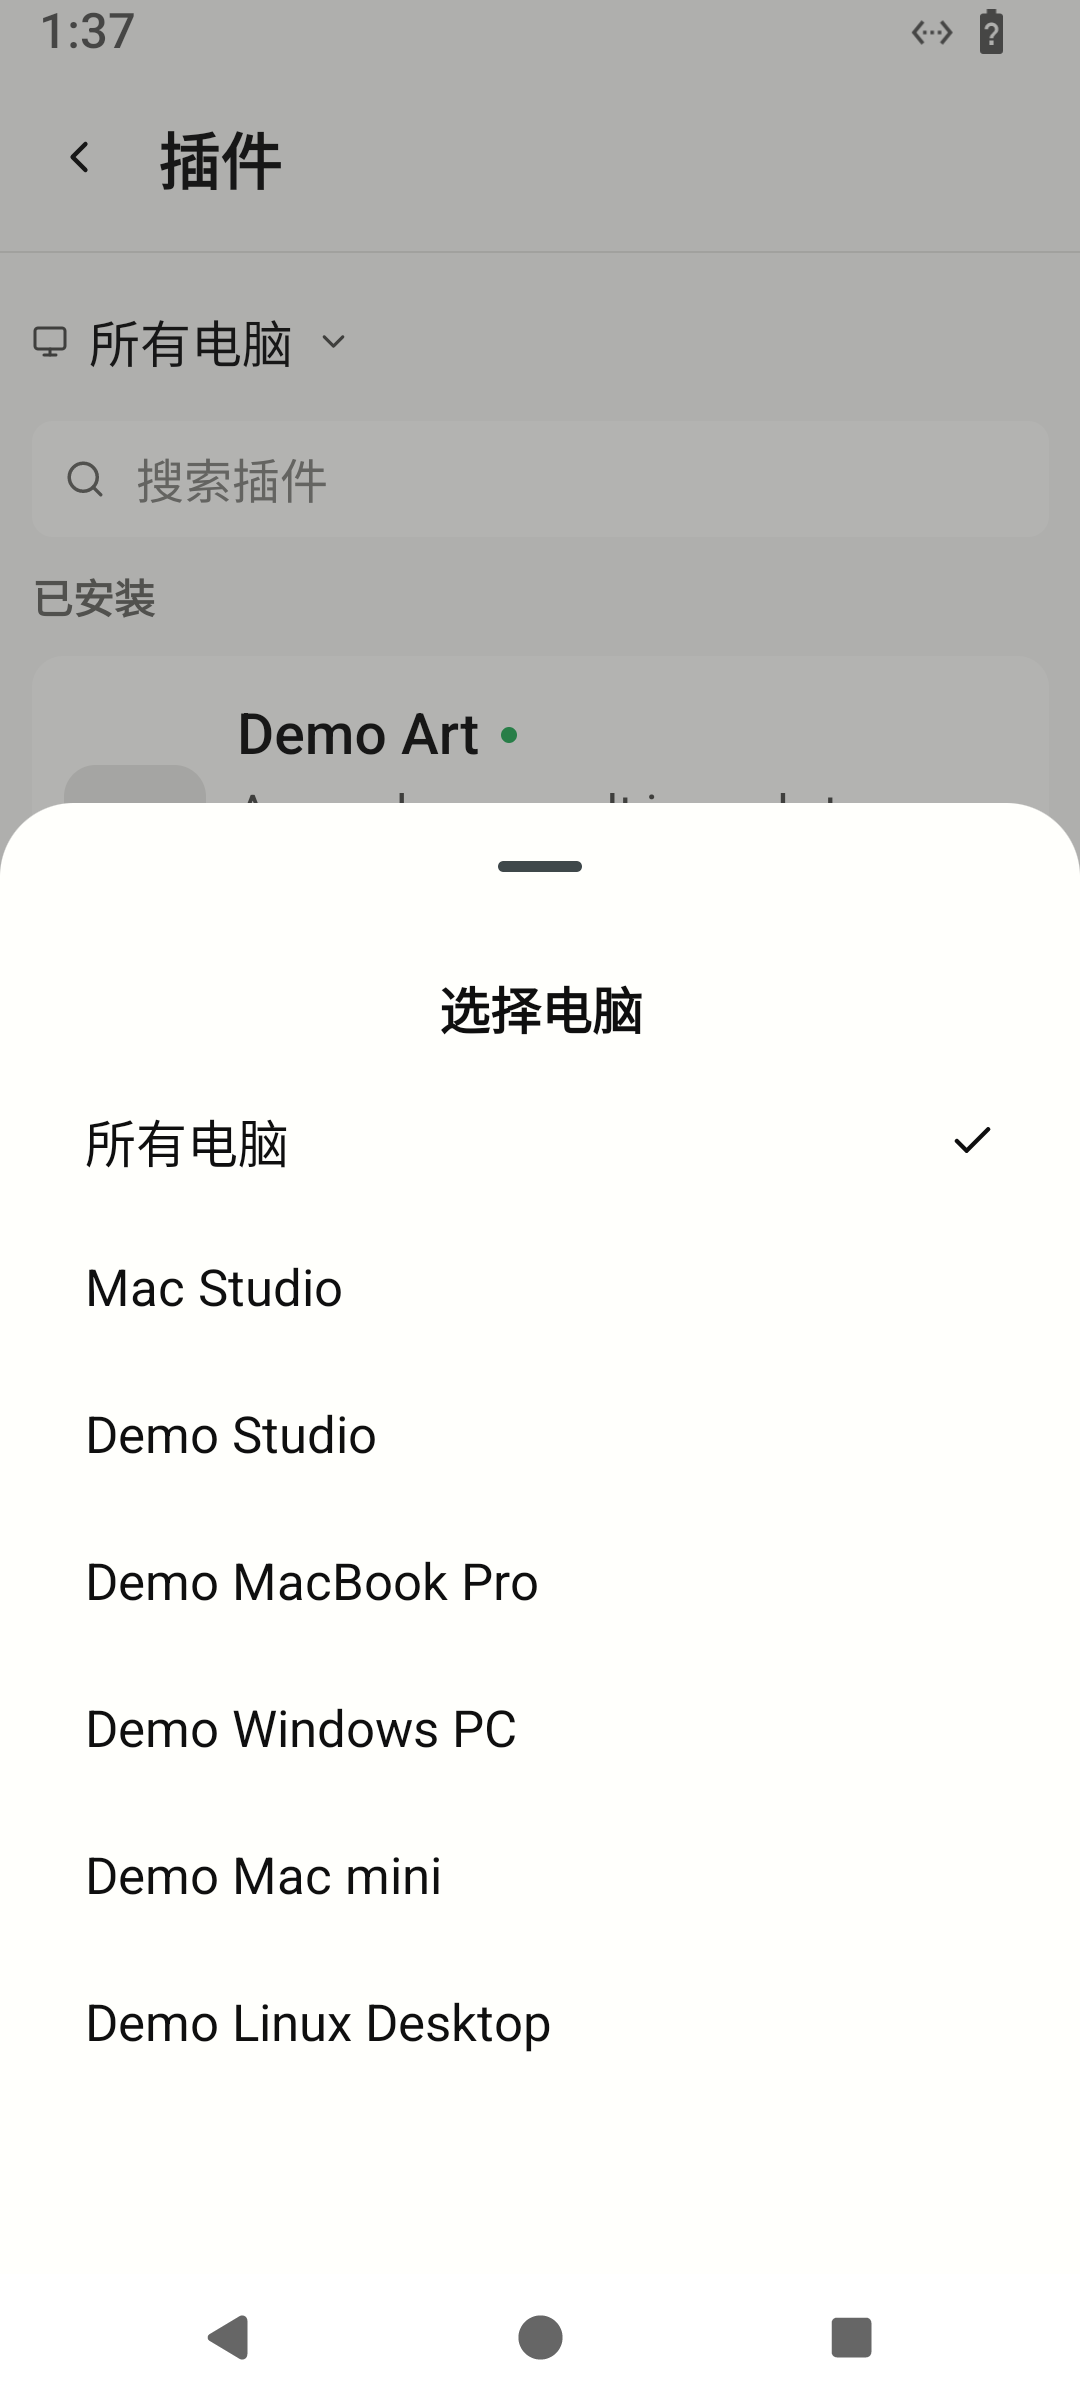 1:37
插件
所有电脑
搜索插件
已安装
Demo Art
选择电脑
所有电脑
Mac Studio
Demo Studio
Demo MacBook Pro
Demo Windows PC
Demo Mac mini
Demo Linux Desktop